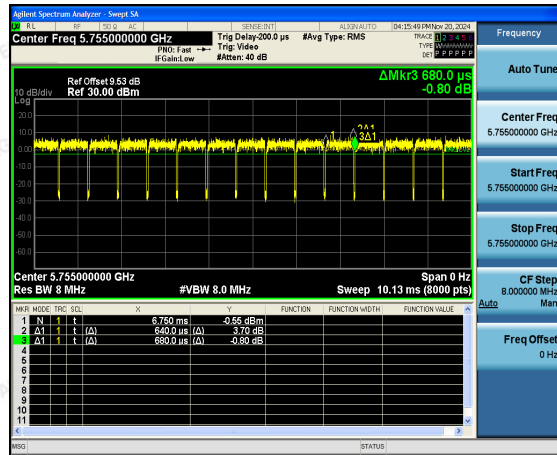 Agilent Spectrum Analyzer - Swept SA
RL RF 50 Ω AC SENSE:INT ALIGNAUTO 04:15:49 PM Nov 20, 2024
Center Freq 5.755000000 GHz
PNO: Fast
IFGain:Low
Trig Delay-200.0 µs
Trig: Video
#Atten: 40 dB
#Avg Type: RMS
TRACE 1 2 3 4 5 6
TYPE WWWWWW
DET P P P P P P
Ref Offset 9.53 dB
Ref 30.00 dBm
ΔMkr3 680.0 µs
-0.80 dB
10 dB/div
Log
20.0
10.0
0.00
-10.0
-20.0
-30.0
-40.0
-50.0
-60.0
1
2Δ1
3Δ1
Center 5.755000000 GHz Span 0 Hz
Res BW 8 MHz #VBW 8.0 MHz Sweep 10.13 ms (8000 pts)
MKR MODE TRC SCL X Y FUNCTION FUNCTION WIDTH FUNCTION VALUE
1 N 1 t 6.750 ms -0.55 dBm
2 Δ1 1 t (Δ) 640.0 µs (Δ) 3.70 dB
3 Δ1 1 t (Δ) 680.0 µs (Δ) -0.80 dB
4
5
6
7
8
9
10
11
MSG STATUS
Frequency
Auto Tune
Center Freq
5.755000000 GHz
Start Freq
5.755000000 GHz
Stop Freq
5.755000000 GHz
CF Step
8.000000 MHz
Auto Man
Freq Offset
0 Hz